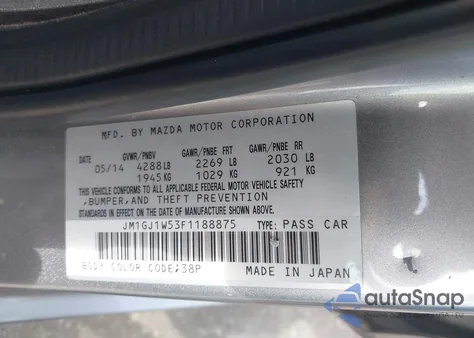 MFD. BY MAZDA MOTOR CORPORATION
DATE GVWR/PNBV GAWR/PNBE FRT GAWR/PNBE RR
05/14 4288LB 2269 LB 2030 LB
1945KG 1029 KG 921 KG
THIS VEHICLE CONFORMS TO ALL APPLICABLE FEDERAL MOTOR VEHICLE SAFETY
,BUMPER,AND THEFT PREVENTION
STANDARDS IN EFFECT ON THE DATE OF MANUFACTURE SHOWN ABOVE.
JM1GJ1W53F1188875 TYPE: PASS CAR
BODY COLOR CODE;38P MADE IN JAPAN
autoSnap